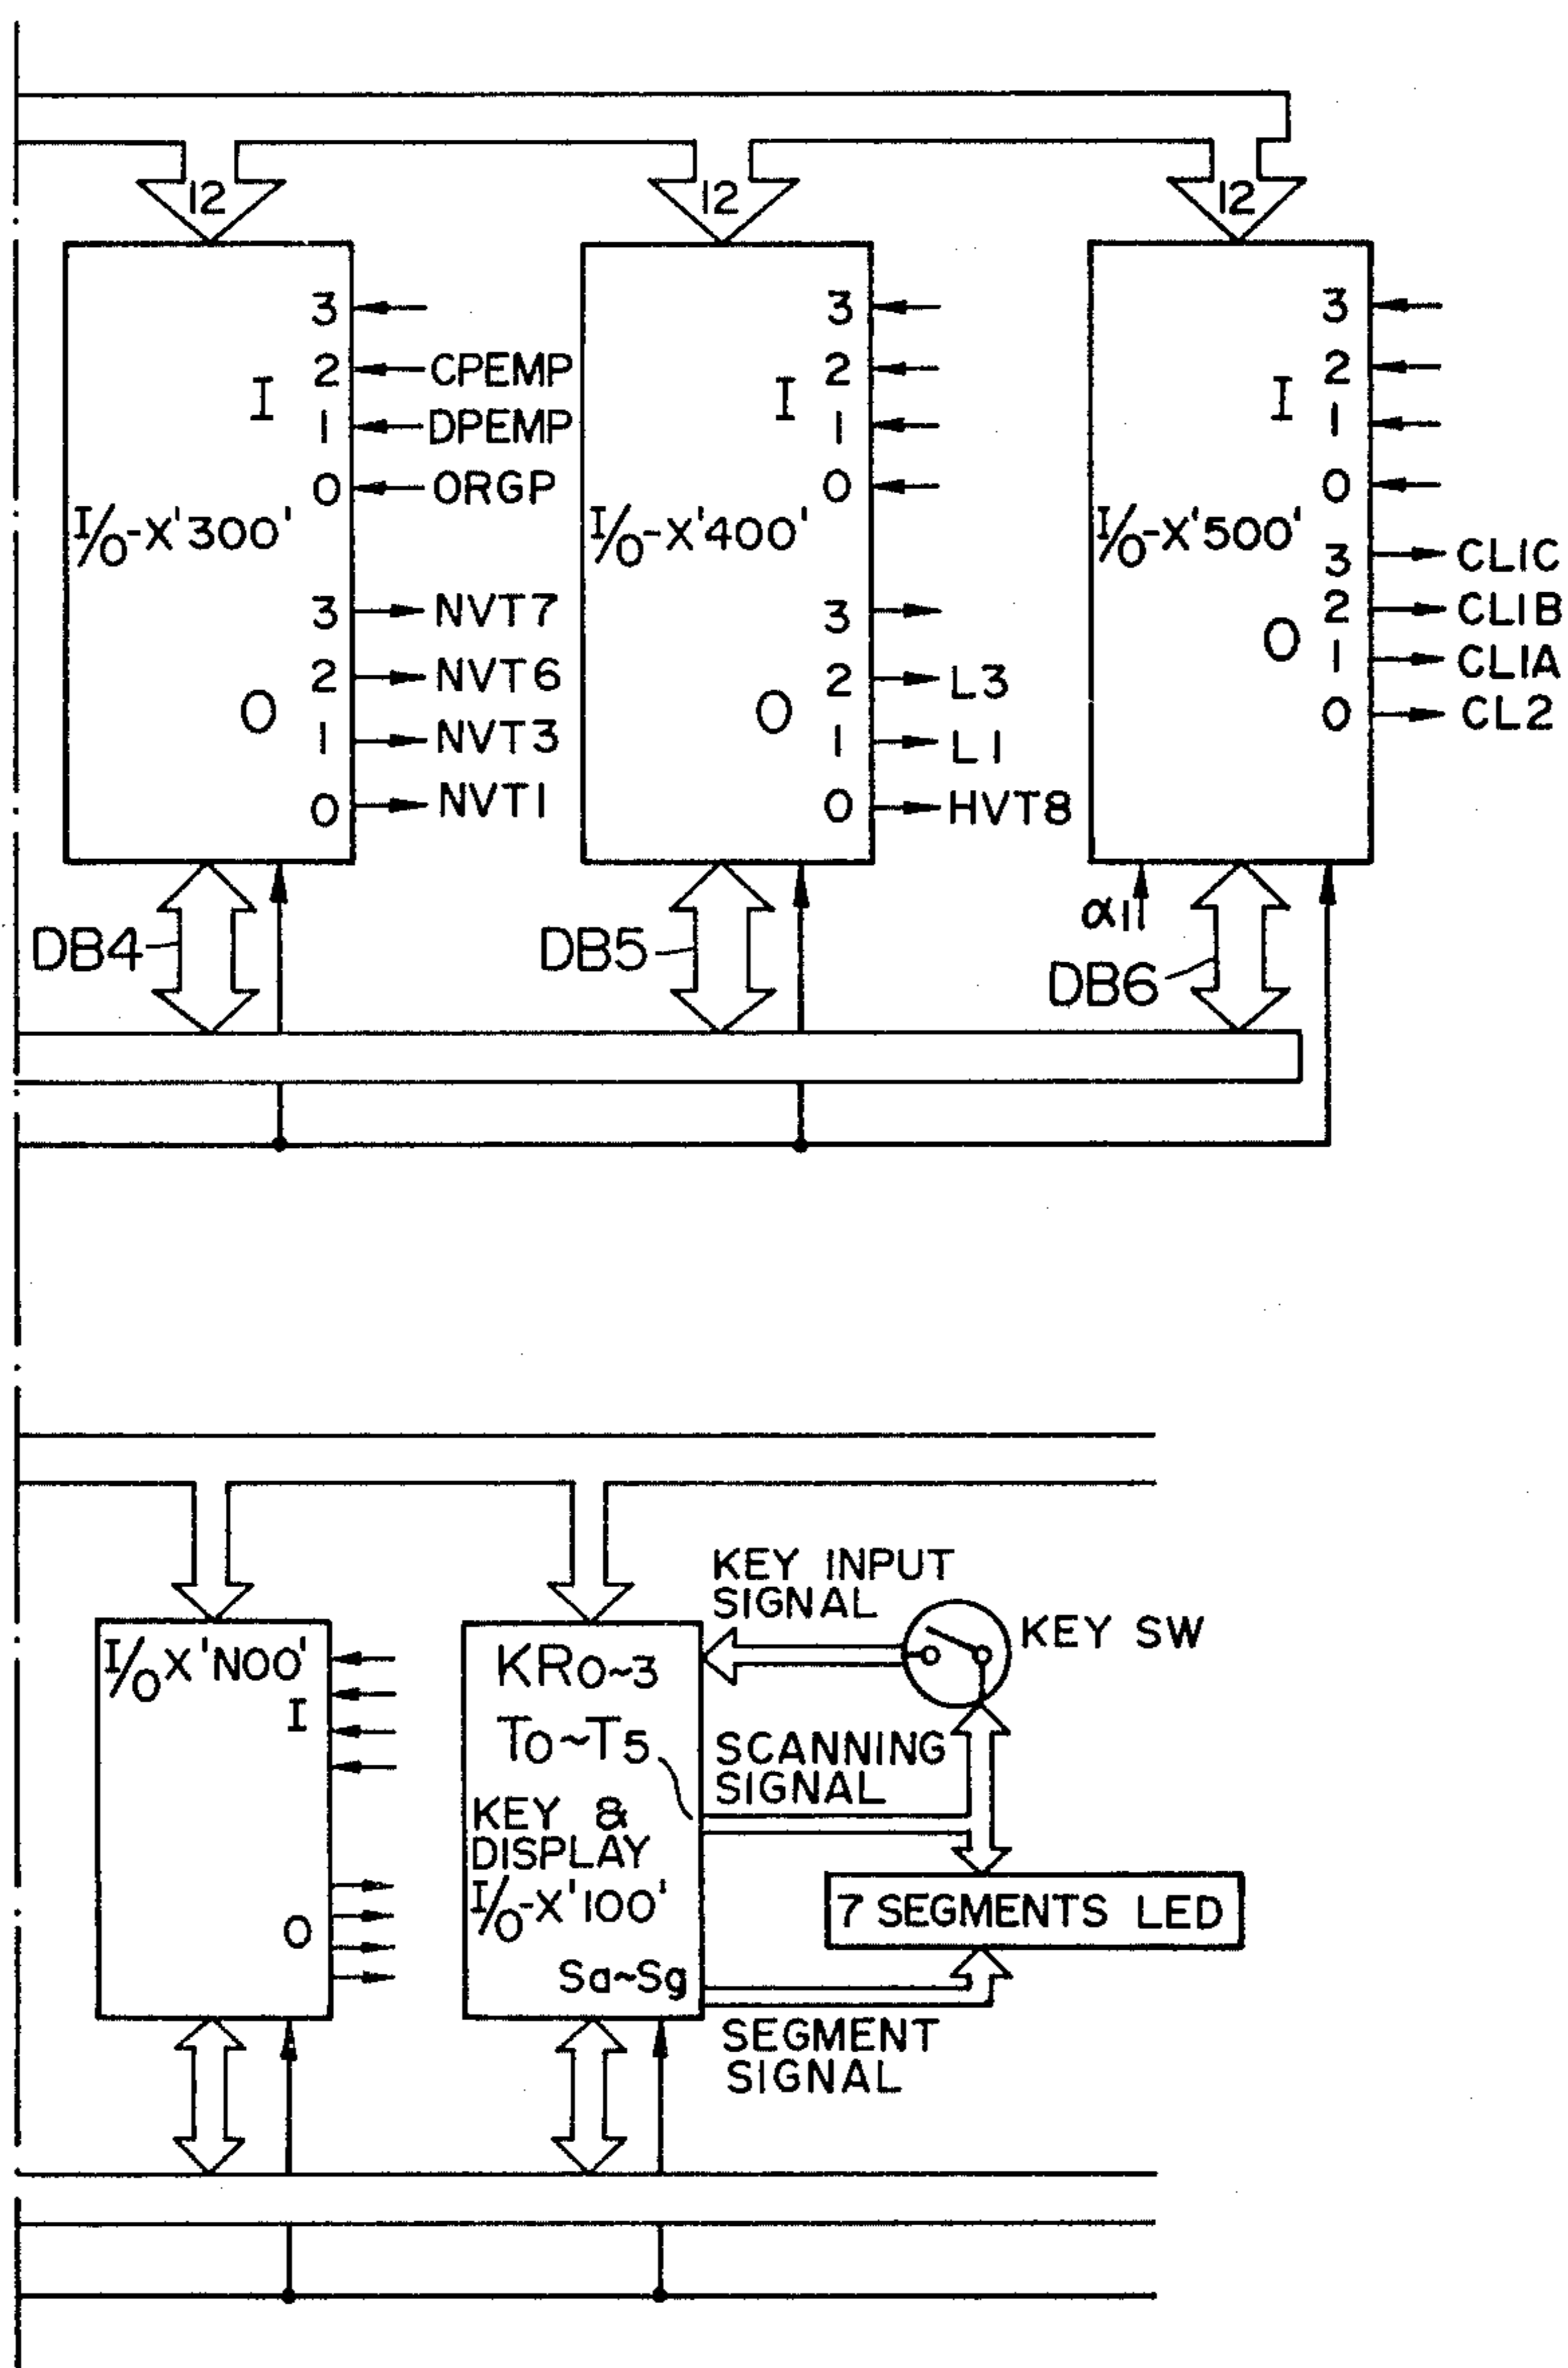 12 12 12
3 3 3
2 CPEMP 2 2
I I I
1 DPEMP 1 1
0 ORGP 0 0
I/O-X'300' I/O-X'400' I/O-X'500'
3 CL1C
3 NVT7 3 2 CL1B
O
2 NVT6 2 L3 1 CL1A
O O 0 CL2
1 NVT3 1 L1
0 NVT1 0 HVT8
α11
DB4 DB5 DB6
KEY INPUT
SIGNAL
KEY SW
I/O X'N00' KR0~3
I
T0~T5 SCANNING
SIGNAL
KEY &
DISPLAY
I/O-X'100' 7 SEGMENTS LED
O
Sa~Sg
SEGMENT
SIGNAL